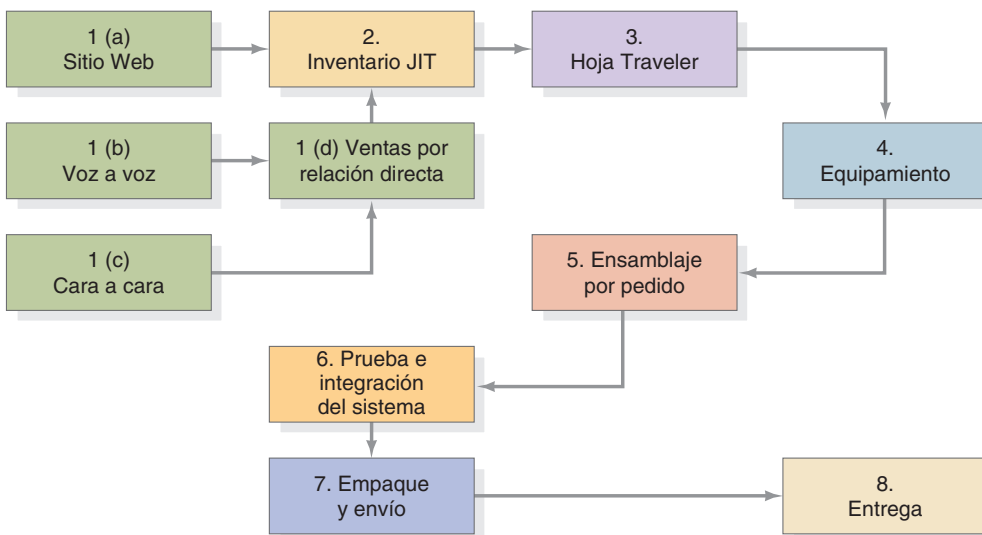 1 (a)
Sitio Web
2.
Inventario JIT
3.
Hoja Traveler
1 (b)
Voz a voz
1 (d) Ventas por
relación directa
4.
Equipamiento
1 (c)
Cara a cara
5. Ensamblaje
por pedido
6. Prueba e
integración
del sistema
7. Empaque
y envío
8.
Entrega